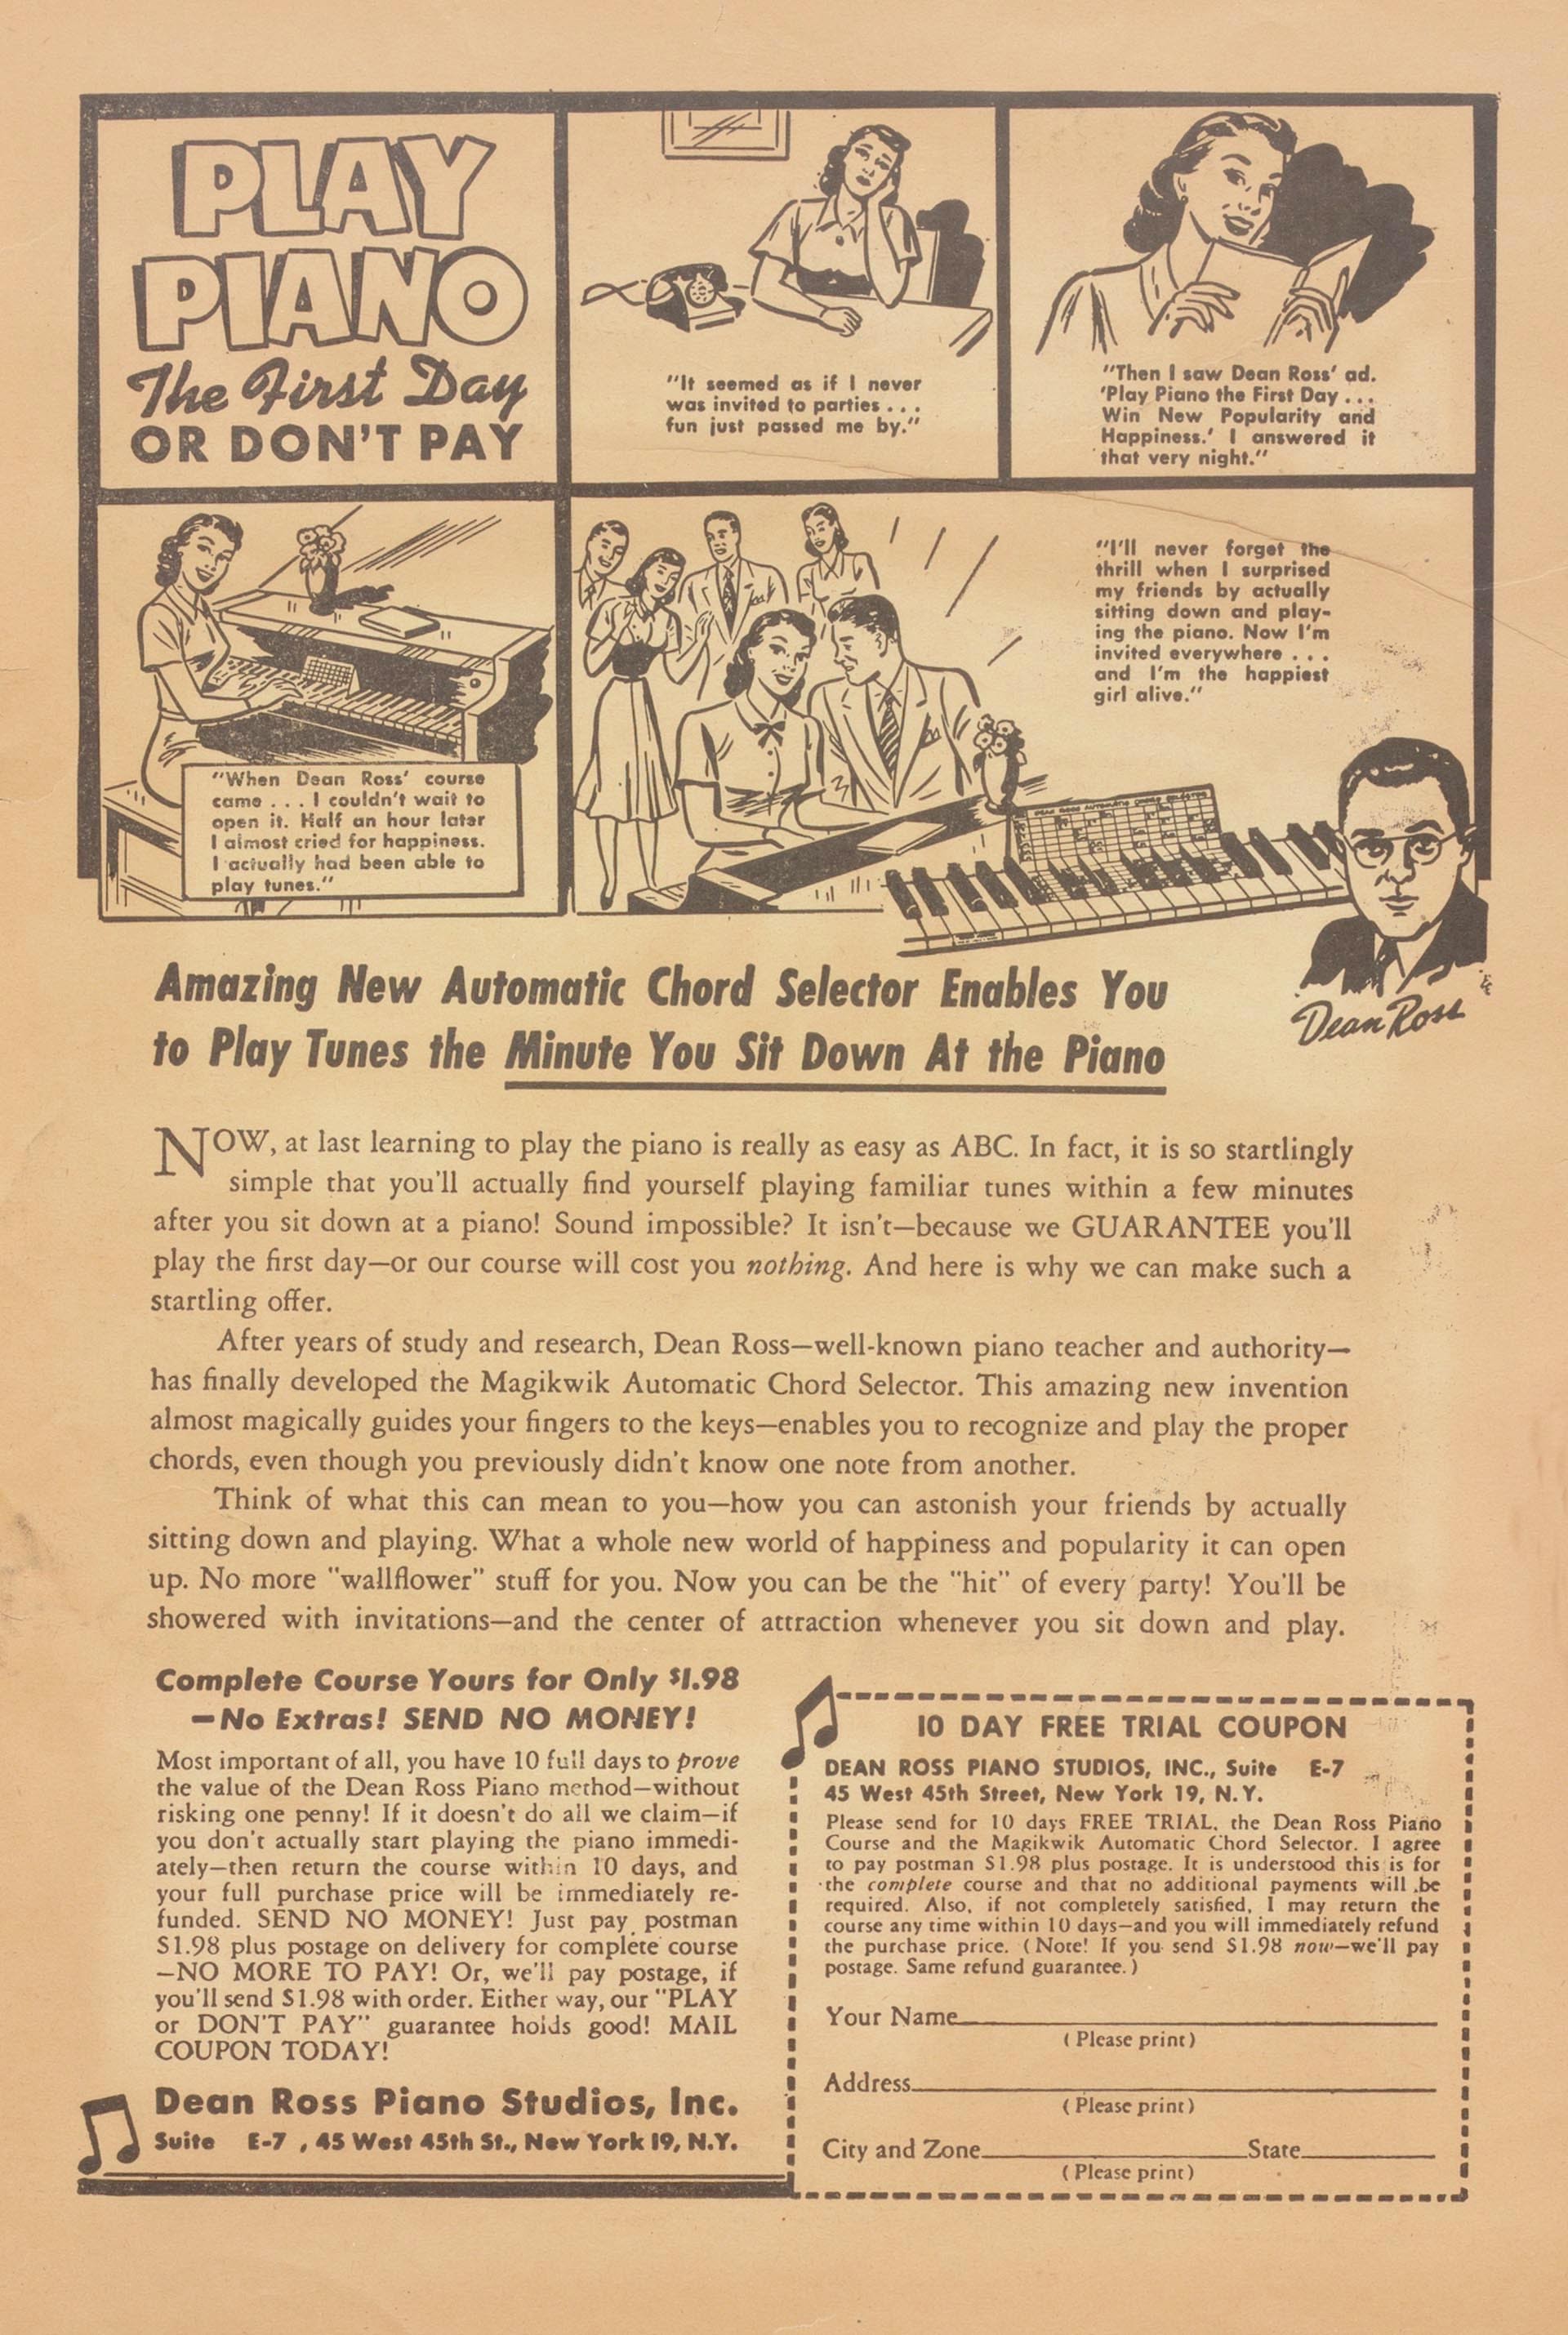 PLAY
PIANO
The First Day
OR DON'T PAY
"It seemed as if I never
was invited to parties . . .
fun just passed me by."
"Then I saw Dean Ross' ad.
'Play Piano the First Day . . .
Win New Popularity and
Happiness.' I answered it
that very night."
"When Dean Ross' course
came . . . I couldn't wait to
open it. Half an hour later
I almost cried for happiness.
I actually had been able to
play tunes."
"I'll never forget the
thrill when I surprised
my friends by actually
sitting down and play-
ing the piano. Now I'm
invited everywhere . . .
and I'm the happiest
girl alive."
DEAN ROSS AUTOMATIC CHORD SELECTOR
Dean Ross
Amazing New Automatic Chord Selector Enables You
to Play Tunes the Minute You Sit Down At the Piano
NOW, at last learning to play the piano is really as easy as ABC. In fact, it is so startlingly
simple that you'll actually find yourself playing familiar tunes within a few minutes
after you sit down at a piano! Sound impossible? It isn't—because we GUARANTEE you'll
play the first day—or our course will cost you nothing. And here is why we can make such a
startling offer.
After years of study and research, Dean Ross—well-known piano teacher and authority—
has finally developed the Magikwik Automatic Chord Selector. This amazing new invention
almost magically guides your fingers to the keys—enables you to recognize and play the proper
chords, even though you previously didn't know one note from another.
Think of what this can mean to you—how you can astonish your friends by actually
sitting down and playing. What a whole new world of happiness and popularity it can open
up. No more "wallflower" stuff for you. Now you can be the "hit" of every party! You'll be
showered with invitations—and the center of attraction whenever you sit down and play.
Complete Course Yours for Only $1.98
—No Extras! SEND NO MONEY!
Most important of all, you have 10 full days to prove
the value of the Dean Ross Piano method—without
risking one penny! If it doesn't do all we claim—if
you don't actually start playing the piano immedi-
ately—then return the course within 10 days, and
your full purchase price will be immediately re-
funded. SEND NO MONEY! Just pay postman
$1.98 plus postage on delivery for complete course
—NO MORE TO PAY! Or, we'll pay postage, if
you'll send $1.98 with order. Either way, our "PLAY
or DON'T PAY" guarantee holds good! MAIL
COUPON TODAY!
Dean Ross Piano Studios, Inc.
Suite E-7 , 45 West 45th St., New York 19, N.Y.
10 DAY FREE TRIAL COUPON
DEAN ROSS PIANO STUDIOS, INC., Suite E-7
45 West 45th Street, New York 19, N.Y.
Please send for 10 days FREE TRIAL, the Dean Ross Piano
Course and the Magikwik Automatic Chord Selector. I agree
to pay postman $1.98 plus postage. It is understood this is for
the complete course and that no additional payments will be
required. Also, if not completely satisfied, I may return the
course any time within 10 days—and you will immediately refund
the purchase price. (Note! If you send $1.98 now—we'll pay
postage. Same refund guarantee.)
Your Name
(Please print)
Address
(Please print)
City and Zone State
(Please print)